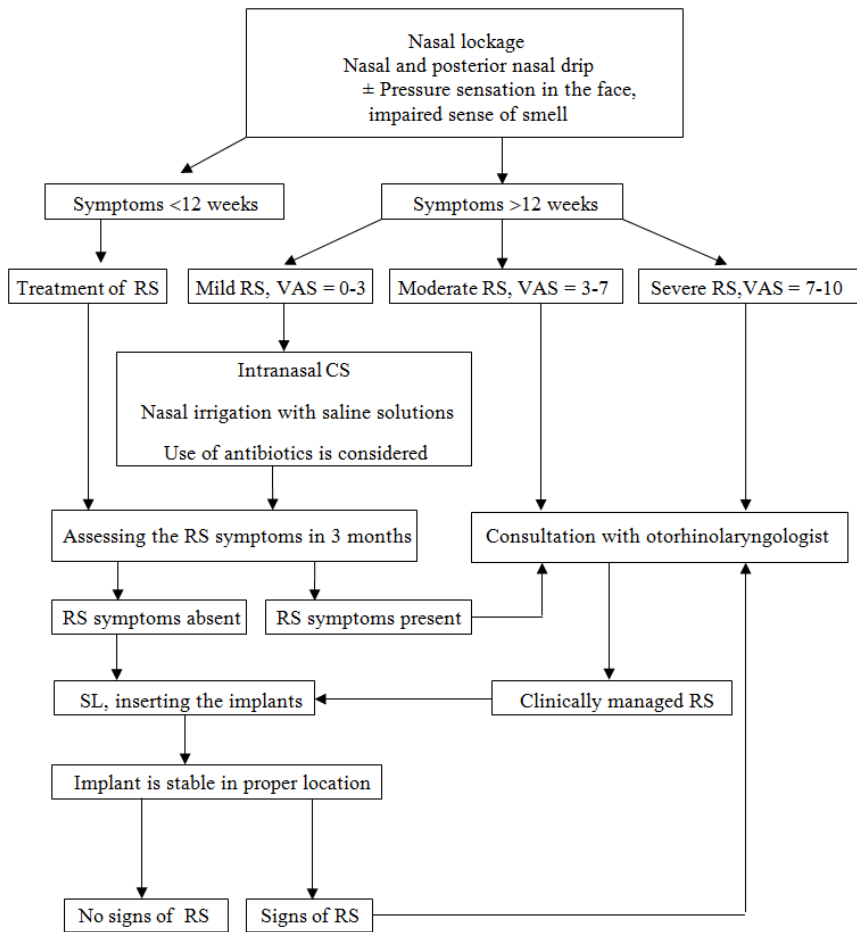 Nasal lockage
Nasal and posterior nasal drip
± Pressure sensation in the face,
impaired sense of smell
Symptoms <12 weeks
Symptoms >12 weeks
Treatment of RS
Mild RS, VAS = 0-3
Moderate RS, VAS = 3-7
Severe RS,VAS = 7-10
Intranasal CS
Nasal irrigation with saline solutions
Use of antibiotics is considered
Assessing the RS symptoms in 3 months
Consultation with otorhinolaryngologist
RS symptoms absent
RS symptoms present
SL, inserting the implants
Clinically managed RS
Implant is stable in proper location
No signs of RS
Signs of RS